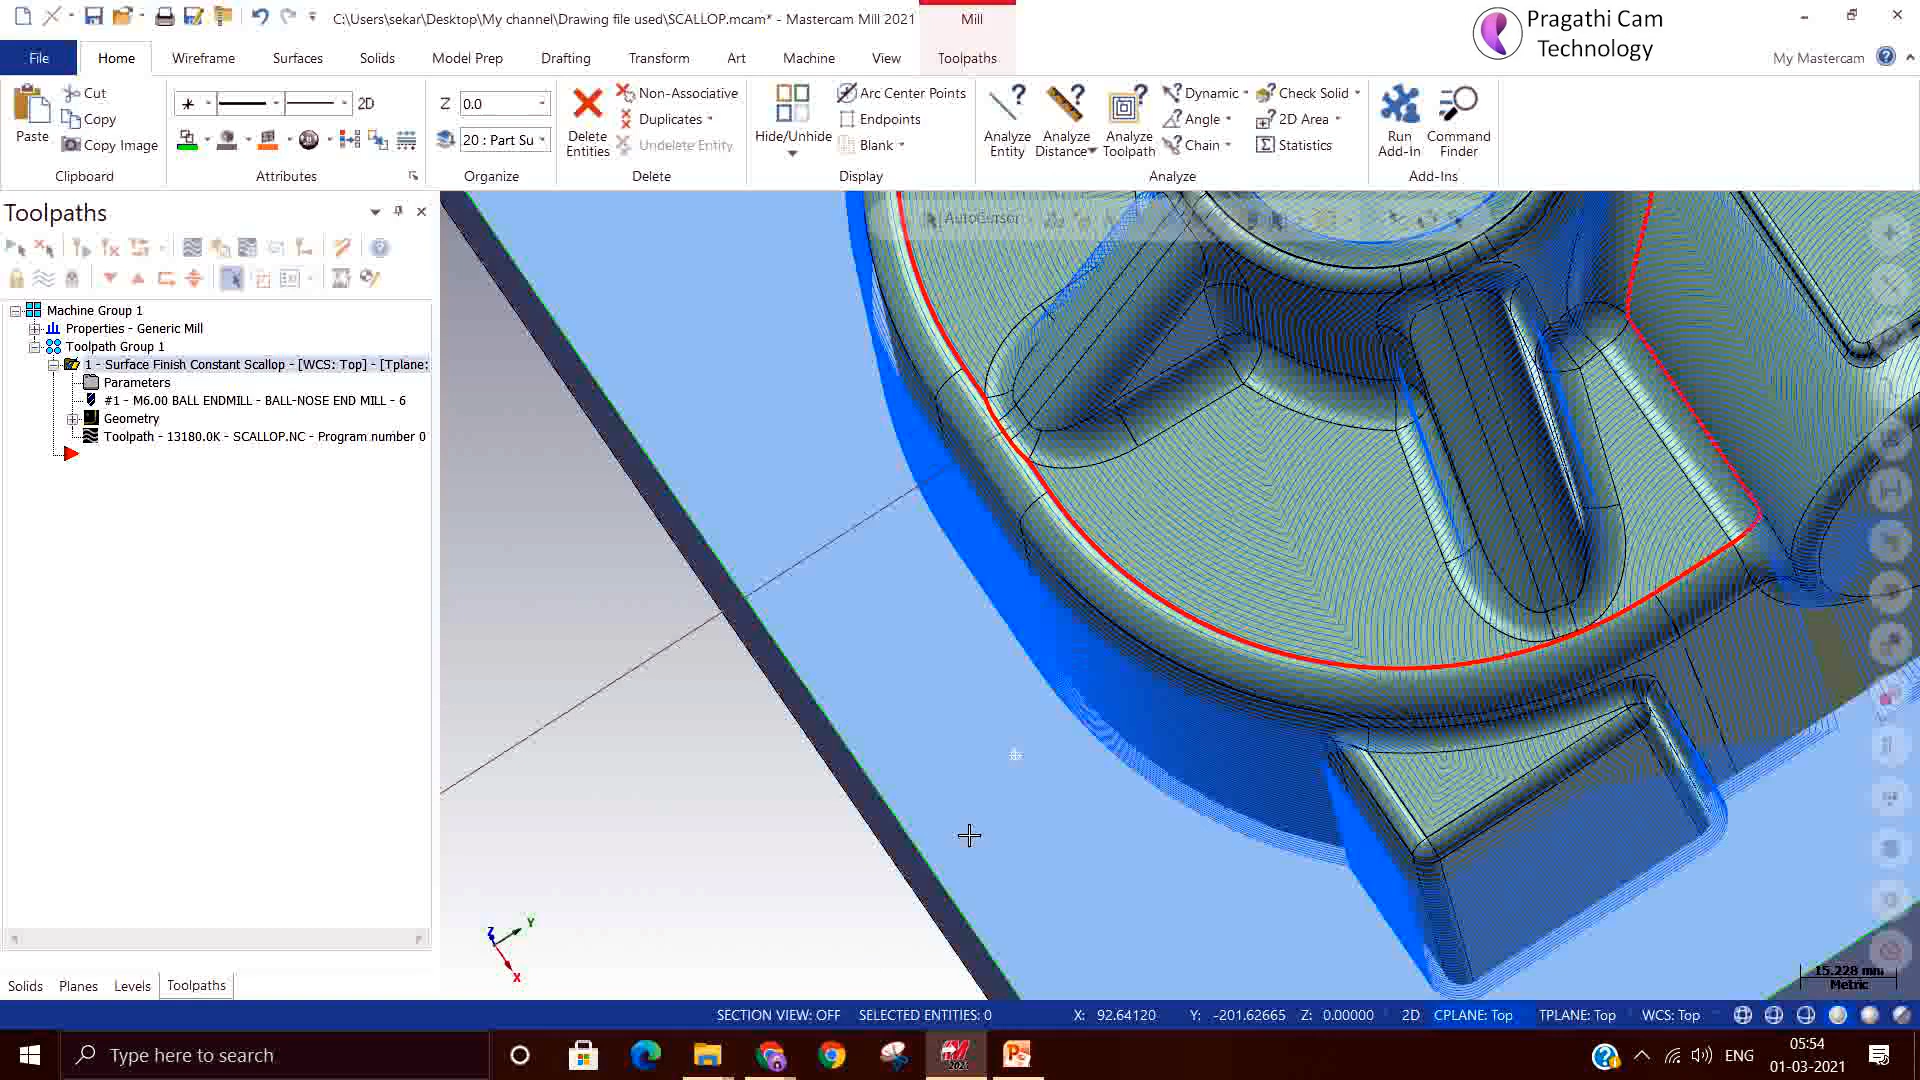 C:\Users\sekar\Desktop\My channel\Drawing file used\SCALLOP.mcam* - Mastercam Mill 2021
Mill
Pragathi Cam
Technology
File
Home
Wireframe
Surfaces
Solids
Model Prep
Drafting
Transform
Art
Machine
View
Toolpaths
My Mastercam
Paste
Cut
Copy
Copy Image
Clipboard
2D
Attributes
Z
0.0
20 : Part Su
Organize
Delete
Entities
Non-Associative
Duplicates
Undelete Entity
Delete
Hide/Unhide
Arc Center Points
Endpoints
Blank
Display
Analyze
Entity
Analyze
Distance
Analyze
Toolpath
Dynamic
Angle
Chain
Check Solid
2D Area
Statistics
Analyze
Run
Add-In
Command
Finder
Add-Ins
Toolpaths
AutoCursor
Machine Group 1
Properties - Generic Mill
Toolpath Group 1
1 - Surface Finish Constant Scallop - [WCS: Top] - [Tplane:
Parameters
#1 - M6.00 BALL ENDMILL - BALL-NOSE END MILL - 6
Geometry
Toolpath - 13180.0K - SCALLOP.NC - Program number 0
Z
Y
X
15.228 mm
Metric
Solids
Planes
Levels
Toolpaths
SECTION VIEW: OFF
SELECTED ENTITIES: 0
X: 92.64120
Y: -201.62665
Z: 0.00000
2D
CPLANE: Top
TPLANE: Top
WCS: Top
Type here to search
2021
ENG
05:54
01-03-2021